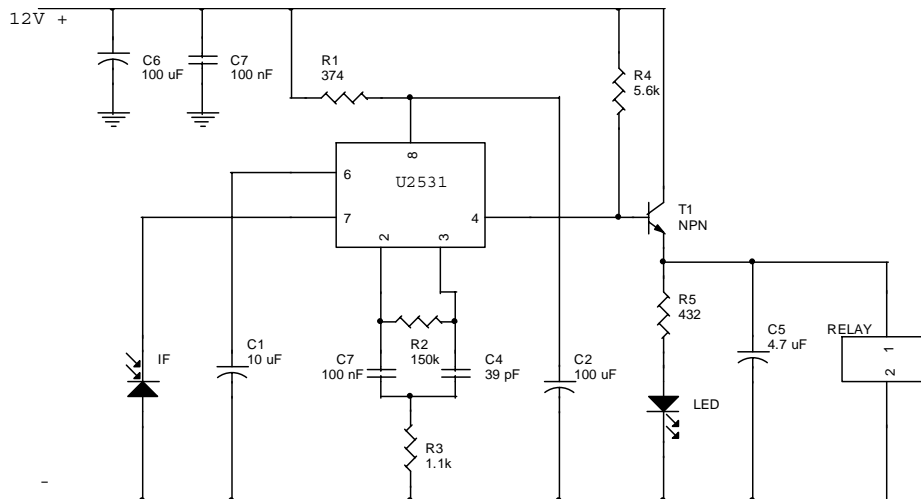 12V +
C6
100 uF
C7
100 nF
R1
374
R4
5.6k
8
6
U2531
7
4
2
3
T1
NPN
R5
432
IF
C1
10 uF
R2
150k
C7
100 nF
C4
39 pF
C2
100 uF
C5
4.7 uF
RELAY
1
2
LED
R3
1.1k
-